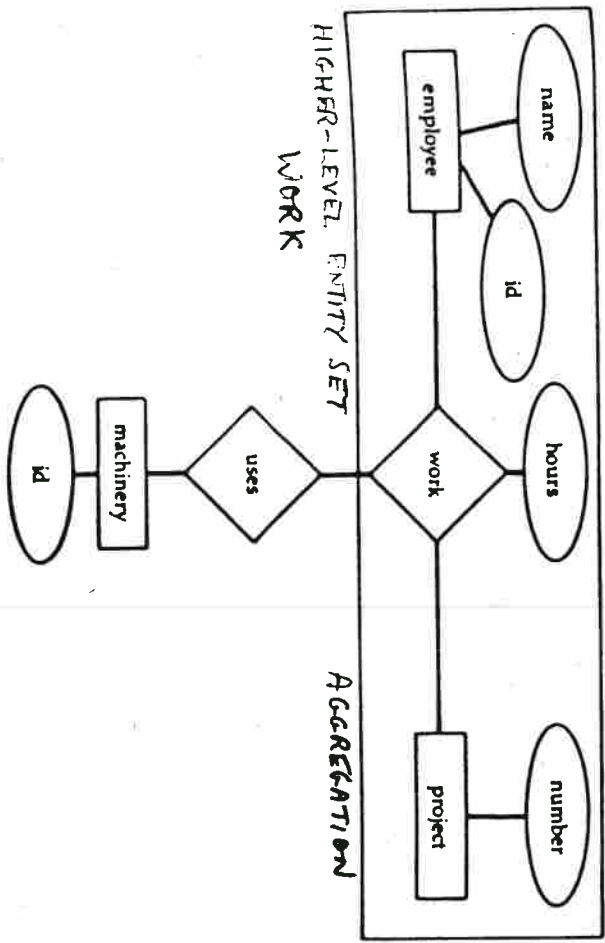 name
id
hours
number
employee
work
project
HIGHER-LEVEL ENTITY SET
WORK
AGGREGATION
uses
machinery
id